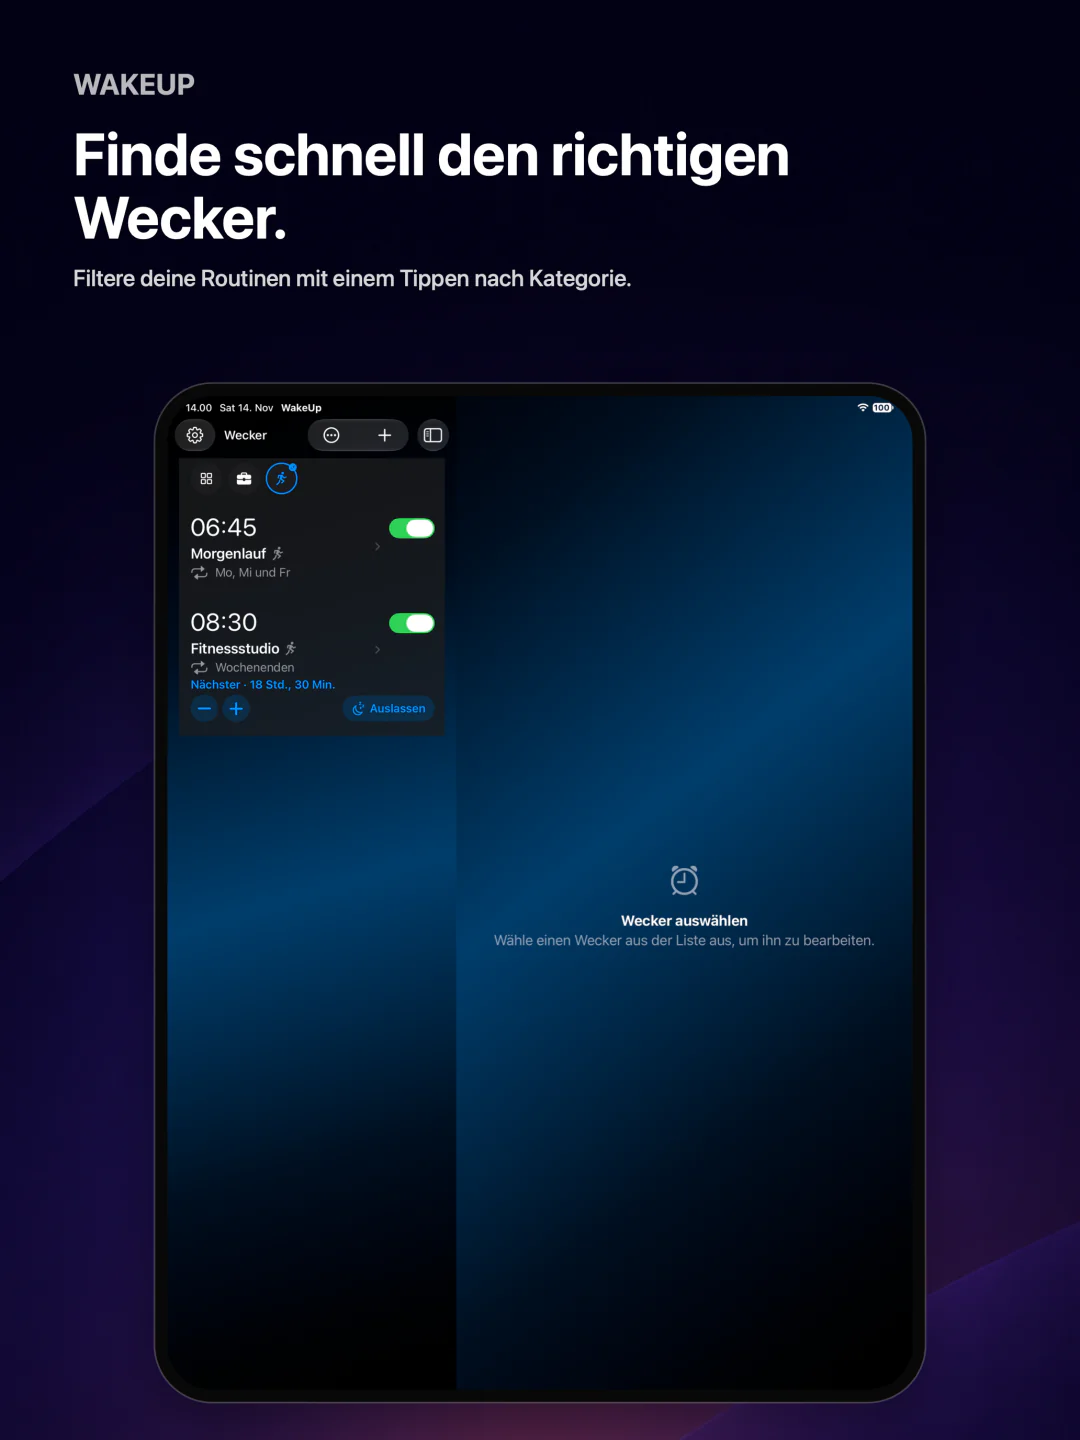 WAKEUP
Finde schnell den richtigen
Wecker.
Filtere deine Routinen mit einem Tippen nach Kategorie.
14.00 Sat 14. Nov WakeUp
100
Wecker
06:45
Morgenlauf
Mo, Mi und Fr
08:30
Fitnessstudio
Wochenenden
Nächster · 18 Std., 30 Min.
Auslassen
Wecker auswählen
Wähle einen Wecker aus der Liste aus, um ihn zu bearbeiten.